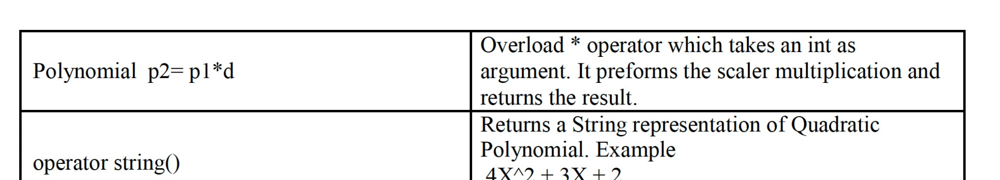 Polynomial p2= p1*d
Overload * operator which takes an int as
argument. It preforms the scaler multiplication and
returns the result.
operator string()
Returns a String representation of Quadratic
Polynomial. Example
4X^2 + 3X + 2